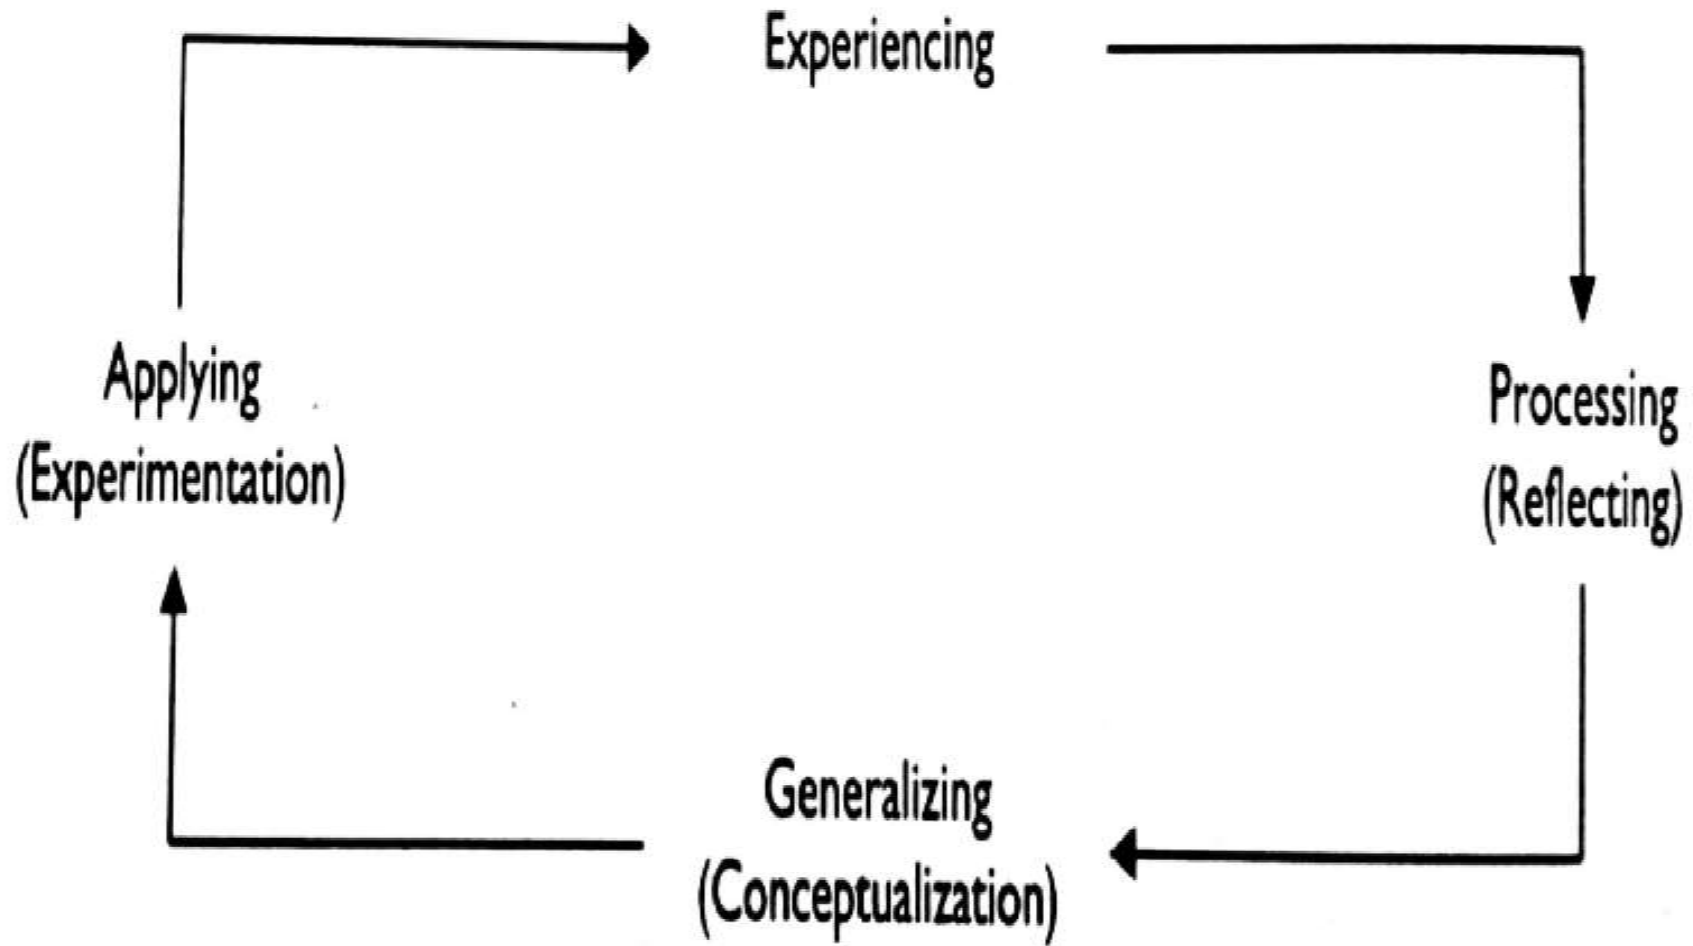 Experiencing
Applying
(Experimentation)
Processing
(Reflecting)
Generalizing
(Conceptualization)